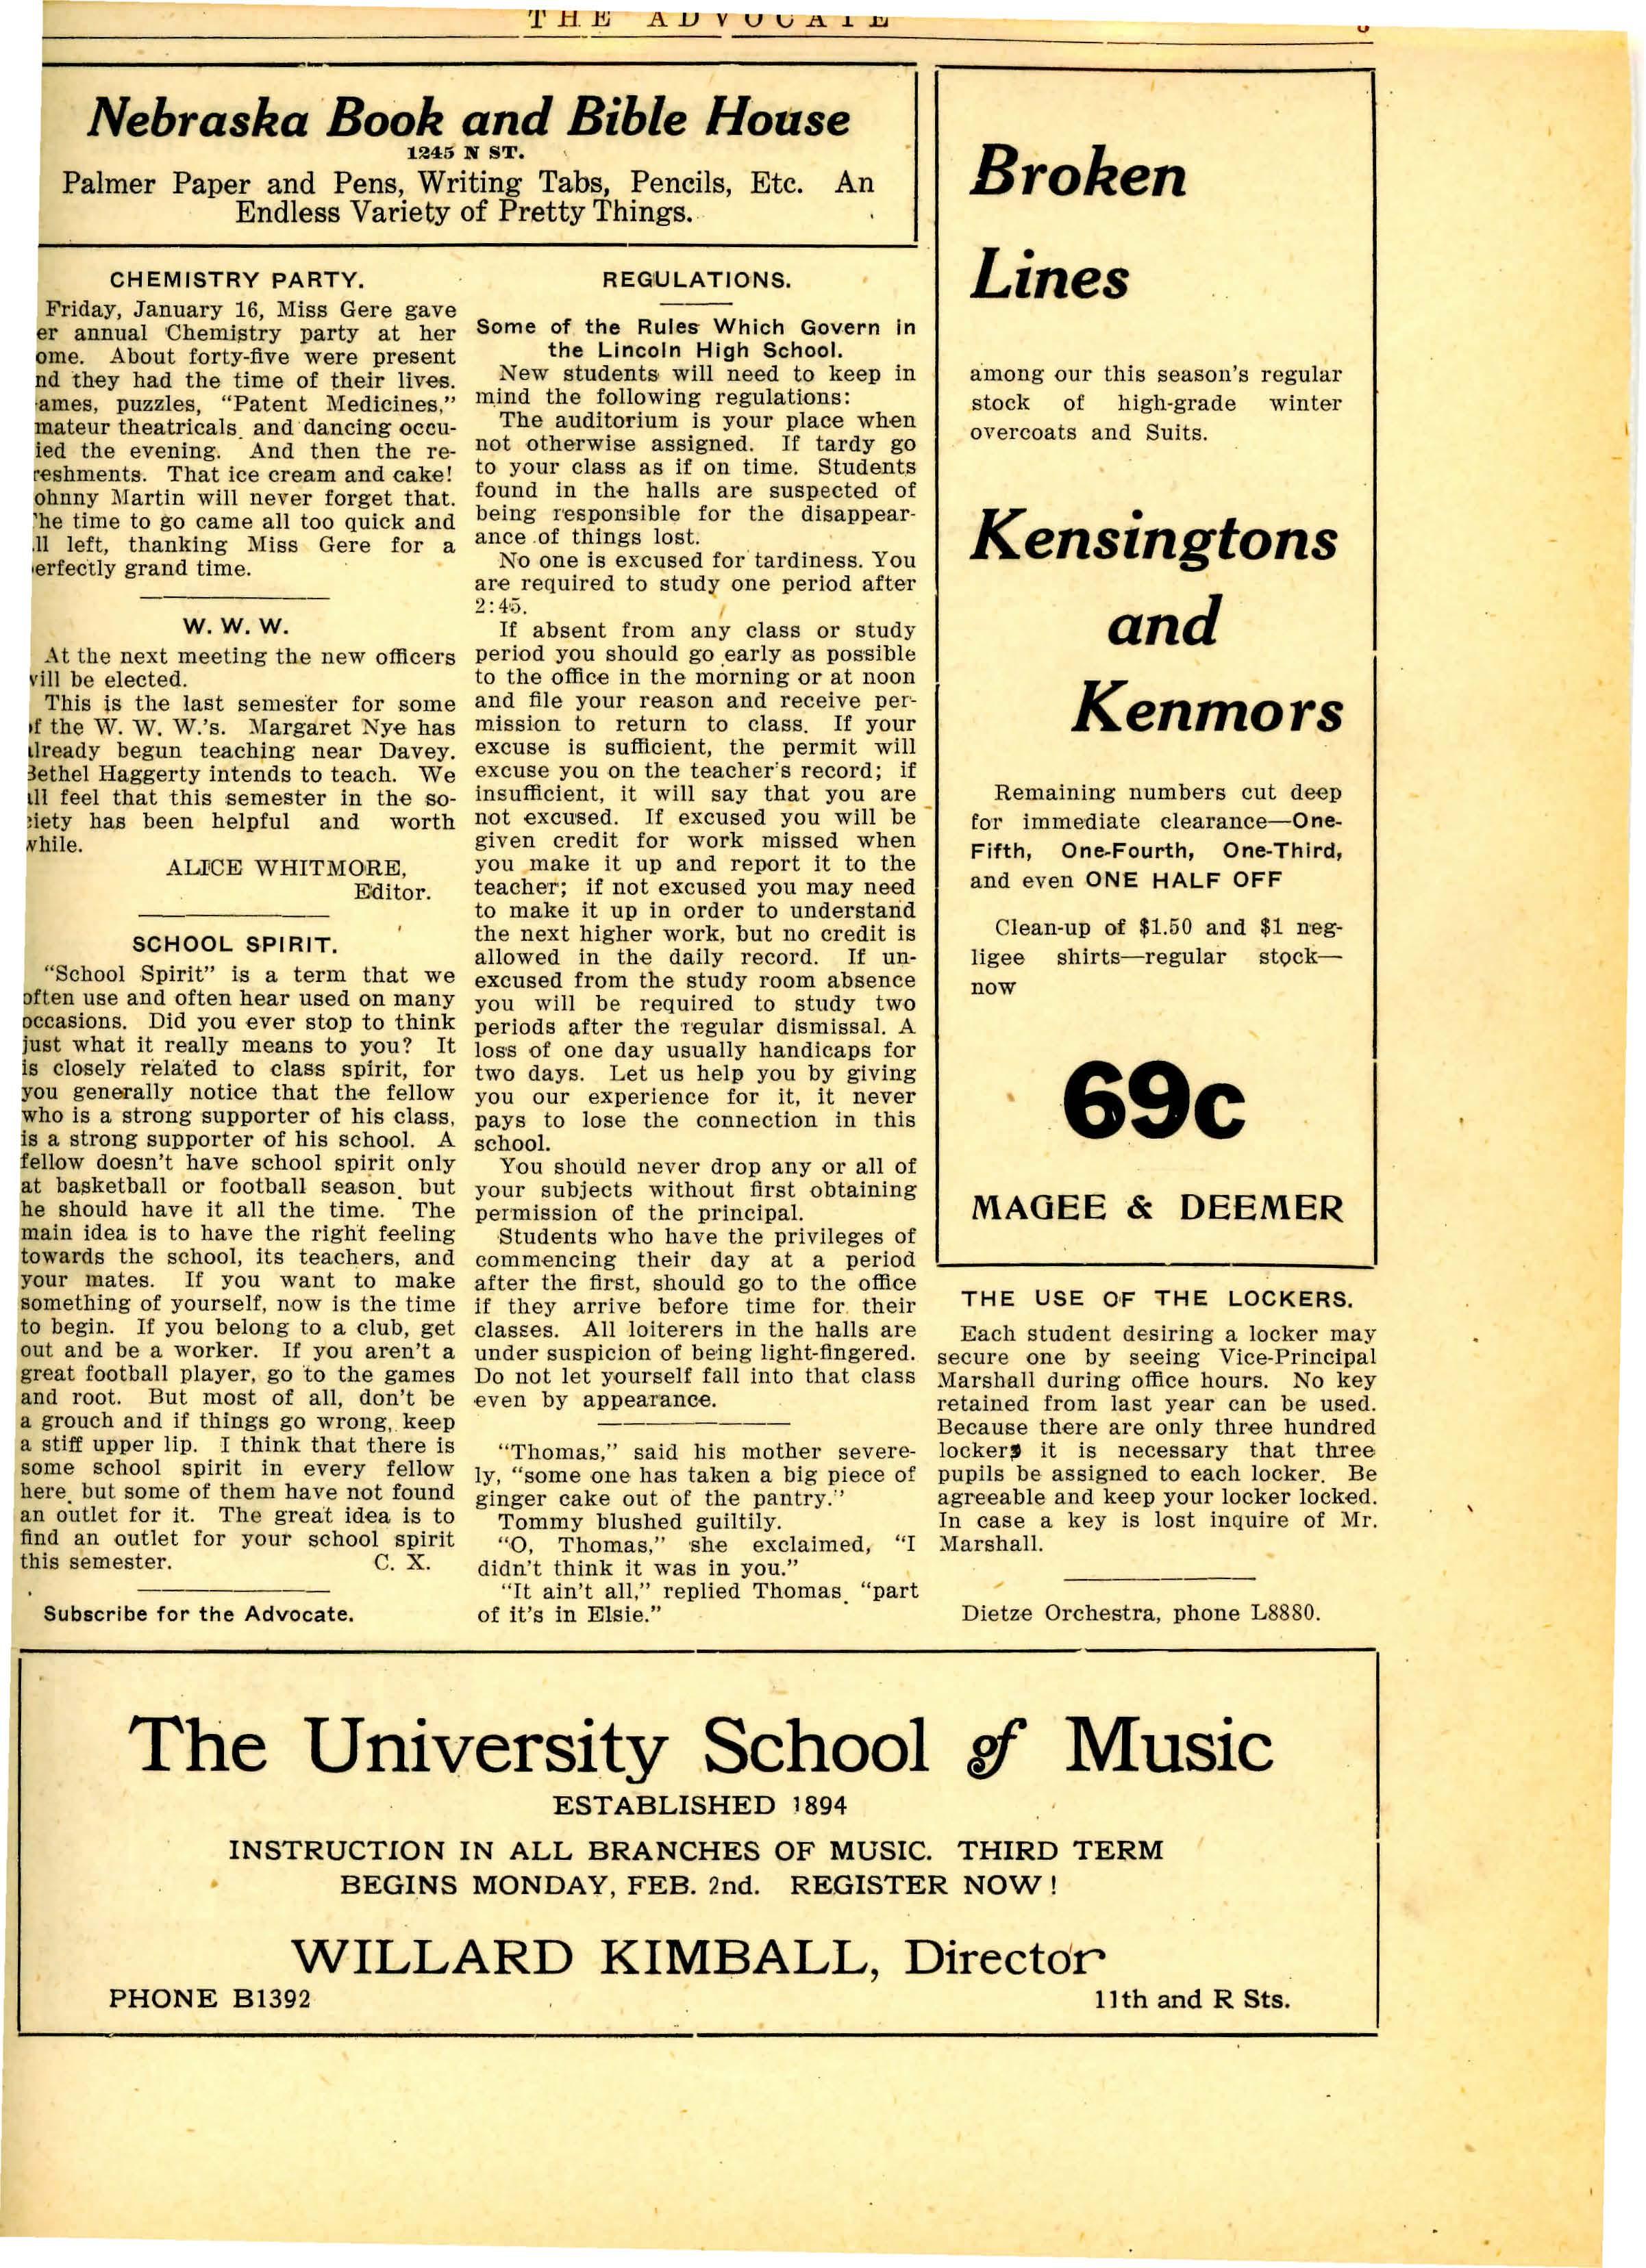 THE ADVOCATE
Nebraska Book and Bible House
1245 N ST.
Palmer Paper and Pens, Writing Tabs, Pencils, Etc. An
Endless Variety of Pretty Things.
CHEMISTRY PARTY.
Friday, January 16, Miss Gere gave
er annual Chemistry party at her
ome. About forty-five were present
nd they had the time of their lives.
ames, puzzles, "Patent Medicines,"
mateur theatricals and dancing occu-
ied the evening. And then the re-
reshments. That ice cream and cake!
ohnny Martin will never forget that.
he time to go came all too quick and
ll left, thanking Miss Gere for a
erfectly grand time.
W. W. W.
At the next meeting the new officers
will be elected.
This is the last semester for some
of the W. W. W.'s. Margaret Nye has
already begun teaching near Davey.
Bethel Haggerty intends to teach. We
all feel that this semester in the so-
ciety has been helpful and worth
while.
ALICE WHITMORE,
Editor.
SCHOOL SPIRIT.
"School Spirit" is a term that we
often use and often hear used on many
occasions. Did you ever stop to think
just what it really means to you? It
is closely related to class spirit, for
you generally notice that the fellow
who is a strong supporter of his class,
is a strong supporter of his school. A
fellow doesn't have school spirit only
at basketball or football season, but
he should have it all the time. The
main idea is to have the right feeling
towards the school, its teachers, and
your mates. If you want to make
something of yourself, now is the time
to begin. If you belong to a club, get
out and be a worker. If you aren't a
great football player, go to the games
and root. But most of all, don't be
a grouch and if things go wrong, keep
a stiff upper lip. I think that there is
some school spirit in every fellow
here, but some of them have not found
an outlet for it. The great idea is to
find an outlet for your school spirit
this semester. C. X.
Subscribe for the Advocate.
REGULATIONS.
Some of the Rules Which Govern in
the Lincoln High School.
New students will need to keep in
mind the following regulations:
The auditorium is your place when
not otherwise assigned. If tardy go
to your class as if on time. Students
found in the halls are suspected of
being responsible for the disappear-
ance of things lost.
No one is excused for tardiness. You
are required to study one period after
2:45.
If absent from any class or study
period you should go early as possible
to the office in the morning or at noon
and file your reason and receive per-
mission to return to class. If your
excuse is sufficient, the permit will
excuse you on the teacher's record; if
insufficient, it will say that you are
not excused. If excused you will be
given credit for work missed when
you make it up and report it to the
teacher; if not excused you may need
to make it up in order to understand
the next higher work, but no credit is
allowed in the daily record. If un-
excused from the study room absence
you will be required to study two
periods after the regular dismissal. A
loss of one day usually handicaps for
two days. Let us help you by giving
you our experience for it, it never
pays to lose the connection in this
school.
You should never drop any or all of
your subjects without first obtaining
permission of the principal.
Students who have the privileges of
commencing their day at a period
after the first, should go to the office
if they arrive before time for their
classes. All loiterers in the halls are
under suspicion of being light-fingered.
Do not let yourself fall into that class
even by appearance.
"Thomas," said his mother severe-
ly, "some one has taken a big piece of
ginger cake out of the pantry."
Tommy blushed guiltily.
"O, Thomas," she exclaimed, "I
didn't think it was in you."
"It ain't all," replied Thomas, "part
of it's in Elsie."
Broken
Lines
among our this season's regular
stock of high-grade winter
overcoats and Suits.
Kensingtons
and
Kenmors
Remaining numbers cut deep
for immediate clearance—One-
Fifth, One-Fourth, One-Third,
and even ONE HALF OFF
Clean-up of $1.50 and $1 neg-
ligee shirts—regular stock—
now
69c
MAGEE & DEEMER
THE USE OF THE LOCKERS.
Each student desiring a locker may
secure one by seeing Vice-Principal
Marshall during office hours. No key
retained from last year can be used.
Because there are only three hundred
lockers it is necessary that three
pupils be assigned to each locker. Be
agreeable and keep your locker locked.
In case a key is lost inquire of Mr.
Marshall.
Dietze Orchestra, phone L8880.
The University School of Music
ESTABLISHED 1894
INSTRUCTION IN ALL BRANCHES OF MUSIC. THIRD TERM
BEGINS MONDAY, FEB. 2nd. REGISTER NOW!
WILLARD KIMBALL, Director
PHONE B1392 11th and R Sts.